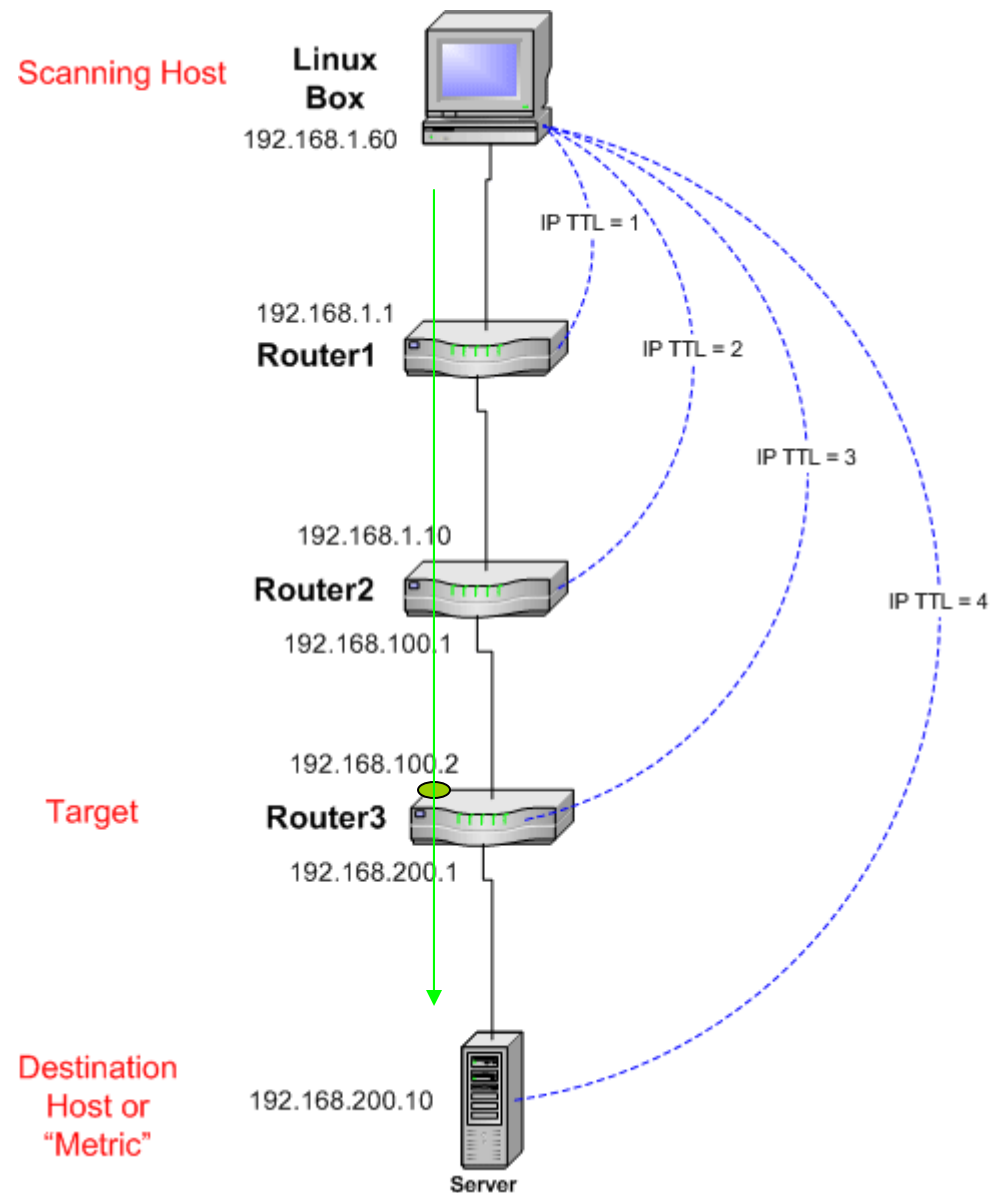 Scanning Host
Linux
Box
192.168.1.60
IP TTL = 1
192.168.1.1
Router1
IP TTL = 2
IP TTL = 3
192.168.1.10
Router2
IP TTL = 4
192.168.100.1
192.168.100.2
Target
Router3
192.168.200.1
Destination
Host or
“Metric”
192.168.200.10
Server